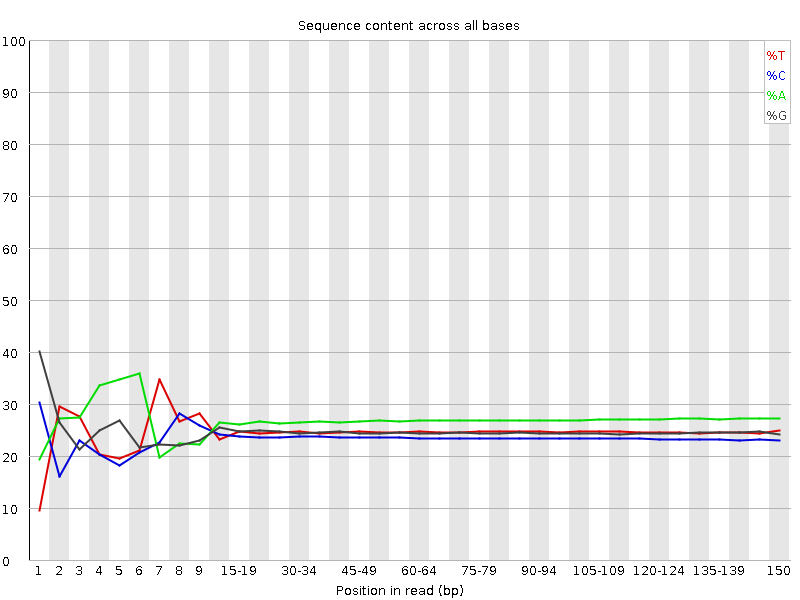 Sequence content across all bases
100
90
80
70
60
50
40
30
20
10
0
%T
%C
%A
%G
1 2 3 4 5 6 7 8 9 15-19 30-34 45-49 60-64 75-79 90-94 105-109 120-124 135-139 150
Position in read (bp)